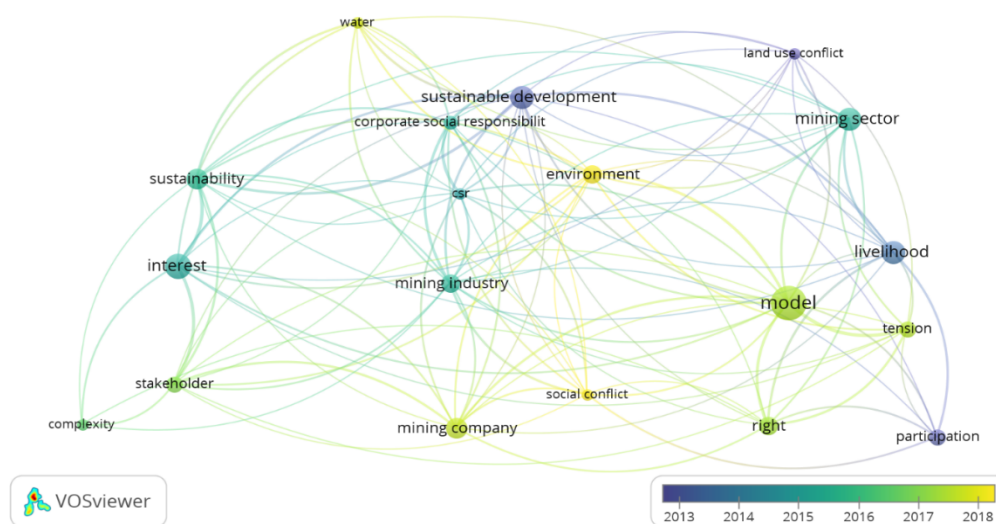 water
land use conflict
sustainable development
corporate social responsibilit
mining sector
environment
sustainability
csr
livelihood
interest
mining industry
model
tension
stakeholder
social conflict
complexity
mining company
right
participation
VOSviewer
2013 2014 2015 2016 2017 2018